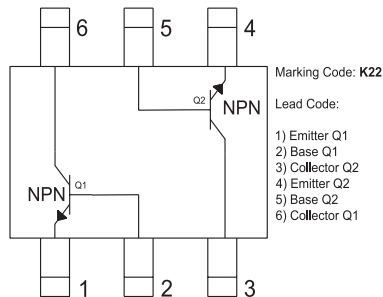 6 5 4
Q2 NPN
NPN Q1
1 2 3
Marking Code: K22
Lead Code:
1) Emitter Q1
2) Base Q1
3) Collector Q2
4) Emitter Q2
5) Base Q2
6) Collector Q1